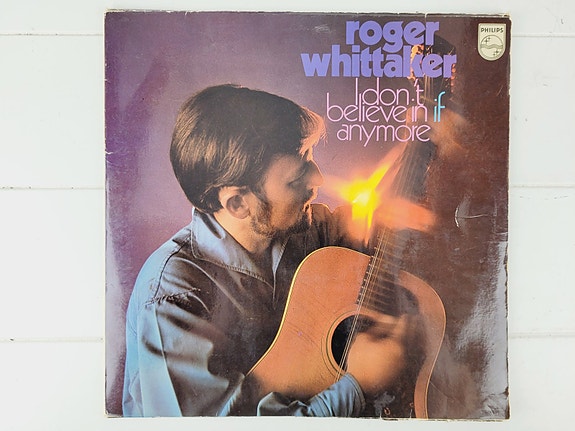 roger
whittaker
I don't
believe in if
anymore
PHILIPS